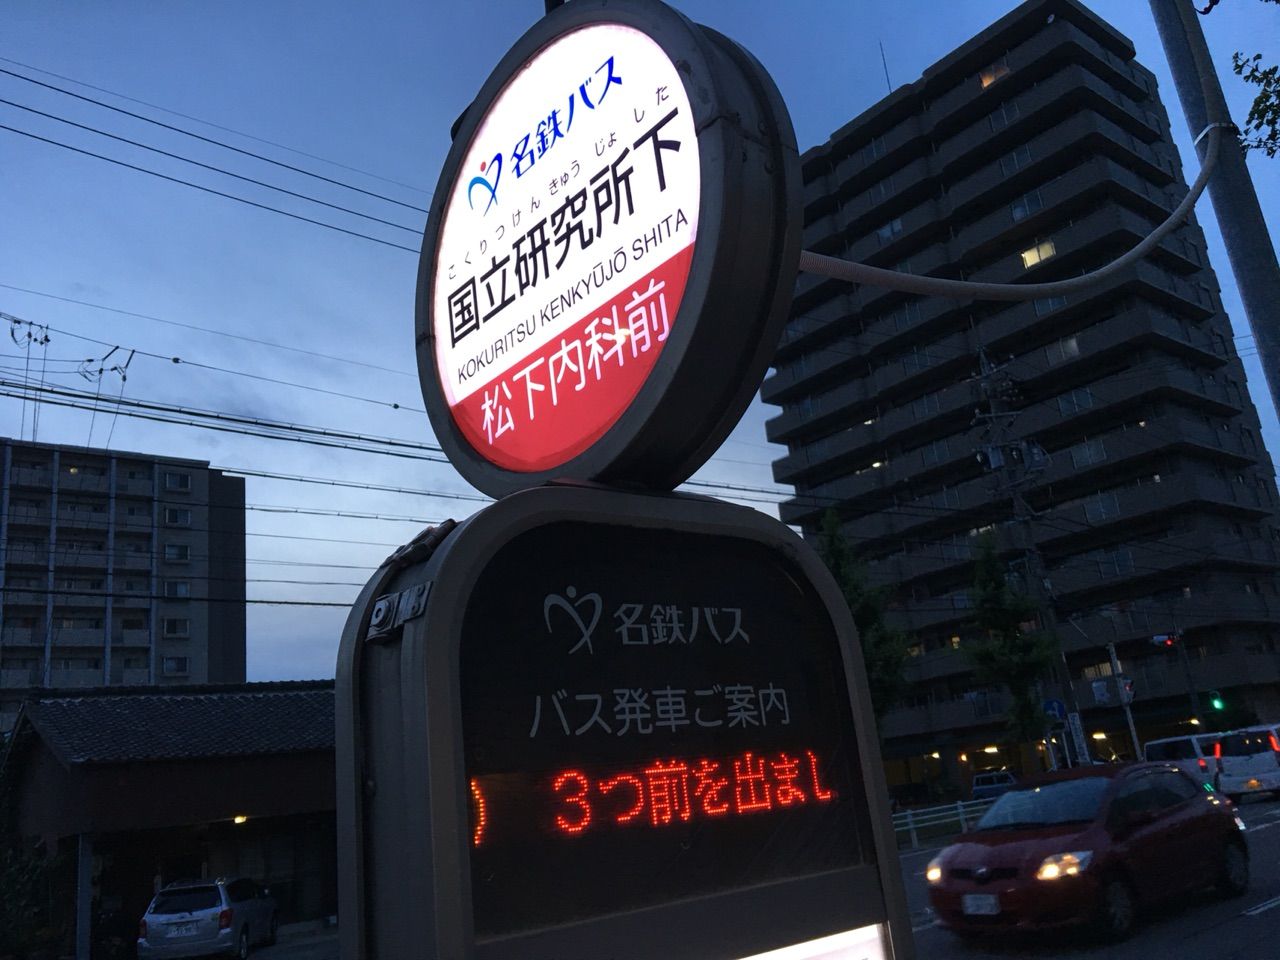 名鉄バス
こくりつけんきゅうじょした
国立研究所下
KOKURITSU KENKYŪJŌ SHITA
松下内科前
名鉄バス
バス発車ご案内
） 3つ前を出まし